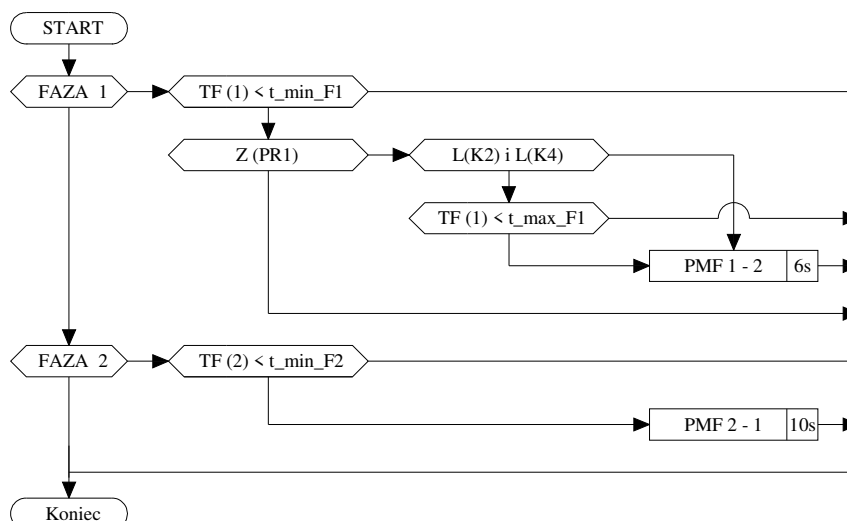 START
FAZA 1
TF (1) < t_min_F1
Z (PR1)
L(K2) i L(K4)
TF (1) < t_max_F1
PMF 1 - 2
6s
FAZA 2
TF (2) < t_min_F2
PMF 2 - 1
10s
Koniec